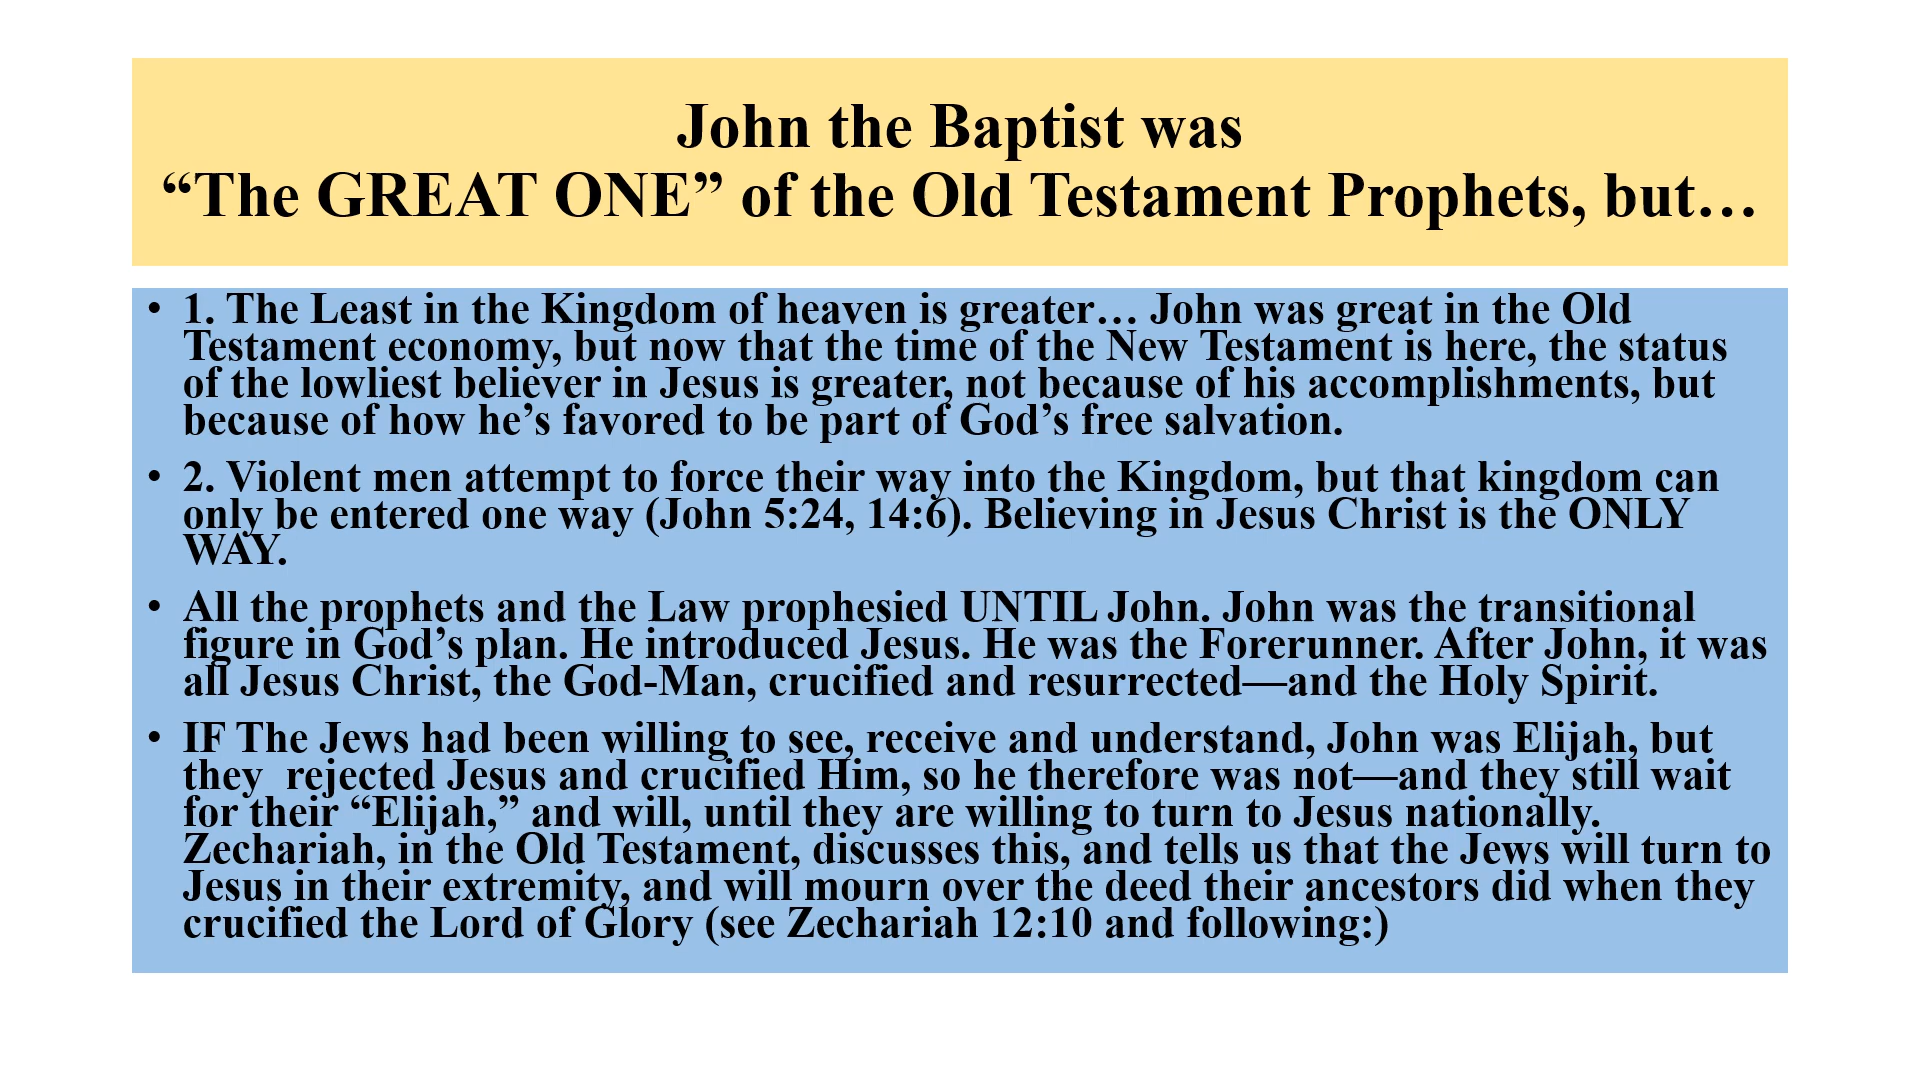 John the Baptist was
“The GREAT ONE” of the Old Testament Prophets, but…
• 1. The Least in the Kingdom of heaven is greater… John was great in the Old
Testament economy, but now that the time of the New Testament is here, the status
of the lowliest believer in Jesus is greater, not because of his accomplishments, but
because of how he’s favored to be part of God’s free salvation.
• 2. Violent men attempt to force their way into the Kingdom, but that kingdom can
only be entered one way (John 5:24, 14:6). Believing in Jesus Christ is the ONLY
WAY.
• All the prophets and the Law prophesied UNTIL John. John was the transitional
figure in God’s plan. He introduced Jesus. He was the Forerunner. After John, it was
all Jesus Christ, the God-Man, crucified and resurrected—and the Holy Spirit.
• IF The Jews had been willing to see, receive and understand, John was Elijah, but
they  rejected Jesus and crucified Him, so he therefore was not—and they still wait
for their “Elijah,” and will, until they are willing to turn to Jesus nationally.
Zechariah, in the Old Testament, discusses this, and tells us that the Jews will turn to
Jesus in their extremity, and will mourn over the deed their ancestors did when they
crucified the Lord of Glory (see Zechariah 12:10 and following:)